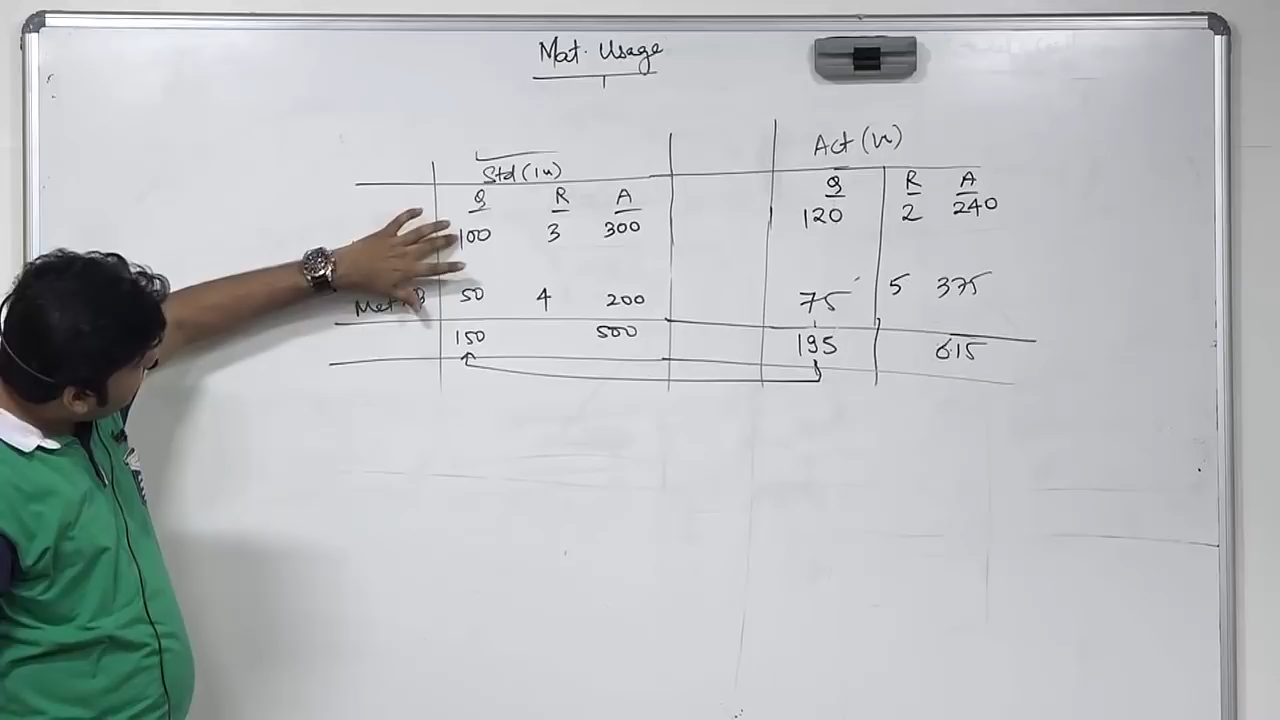 Mat. Usage
Std (1u) Act (1u)
Q R A Q R A
100 3 300 120 2 240
50 4 200 75 5 375
150 500 195 615